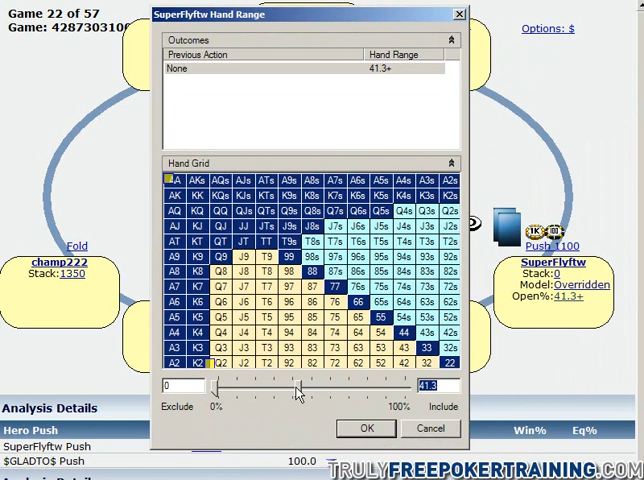 Game 22 of 57
Game: 4287303106
Options: $
SuperFlyftw Hand Range
Outcomes
Previous Action Hand Range
None 41.3+
Hand Grid
AKs AQs AJs ATs A9s A8s A7s A6s A5s A4s A3s A2s
AK KK KQs KJs KTs K9s K8s K7s K6s K5s K4s K3s K2s
AQ KQ QQ QJs QTs Q9s Q8s Q7s Q6s Q5s Q4s Q3s Q2s
AJ KJ QJ JJ JTs J9s J8s J7s J6s J5s J4s J3s J2s
AT KT QT JT TT T9s T8s T7s T6s T5s T4s T3s T2s
A9 K9 Q9 J9 T9 99 98s 97s 96s 95s 94s 93s 92s
A8 K8 Q8 J8 T8 98 88 87s 86s 85s 84s 83s 82s
A7 K7 Q7 J7 T7 97 87 77 76s 75s 74s 73s 72s
A6 K6 Q6 J6 T6 96 86 76 66 65s 64s 63s 62s
A5 K5 Q5 J5 T5 95 85 75 65 55 54s 53s 52s
A4 K4 Q4 J4 T4 94 84 74 64 54 44 43s 42s
A3 K3 Q3 J3 T3 93 83 73 63 53 43 33 32s
A2 K2 Q2 J2 T2 92 82 72 62 52 42 32 22
0 41.3
Exclude 0% 100% Include
OK Cancel
Fold
champ222
Stack:1350
1K 100
Push 1100
SuperFlyftw
Stack:0
Model:Overridden
Open%:41.3+
Analysis Details
Hero Push Win% Eq%
SuperFlyftw Push
$GLADTO$ Push 100.0
TRULYFREEPOKERTRAINING.COM